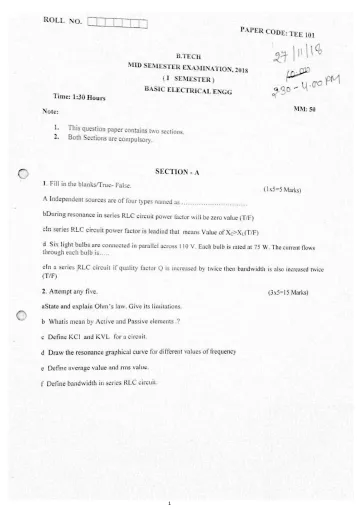 ROLL NO.
PAPER CODE: TEE 101
B.TECH
MID SEMESTER EXAMINATION, 2018
( I SEMESTER )
BASIC ELECTRICAL ENGG
27/11/18
10.00
2:30 - 4.00 PM
Time: 1:30 Hours
MM: 50
Note:
1. This question paper contains two sections.
2. Both Sections are compulsory.
SECTION - A
1. Fill in the blanks/True- False. (1x5=5 Marks)
A Independent sources are of four types named as ..............................
bDuring resonance in series RLC circuit power factor will be zero value (T/F)
cIn series RLC circuit power factor is leadind that means Value of XC>XL(T/F)
d Six light bulbs are connected in parallel across 110 V. Each bulb is rated at 75 W. The current flows
through each bulb is.....
eIn a series RLC circuit if quality factor Q is increased by twice then bandwidth is also increased twice
(T/F)
2. Attempt any five. (3x5=15 Marks)
aState and explain Ohm's law. Give its limitations.
b Whatis mean by Active and Passive elements .?
c Define KCl and KVL for a circuit.
d Draw the resonance graphical curve for different values of frequency
e Define average value and rms value.
f Define bandwidth in series RLC circuit.
1